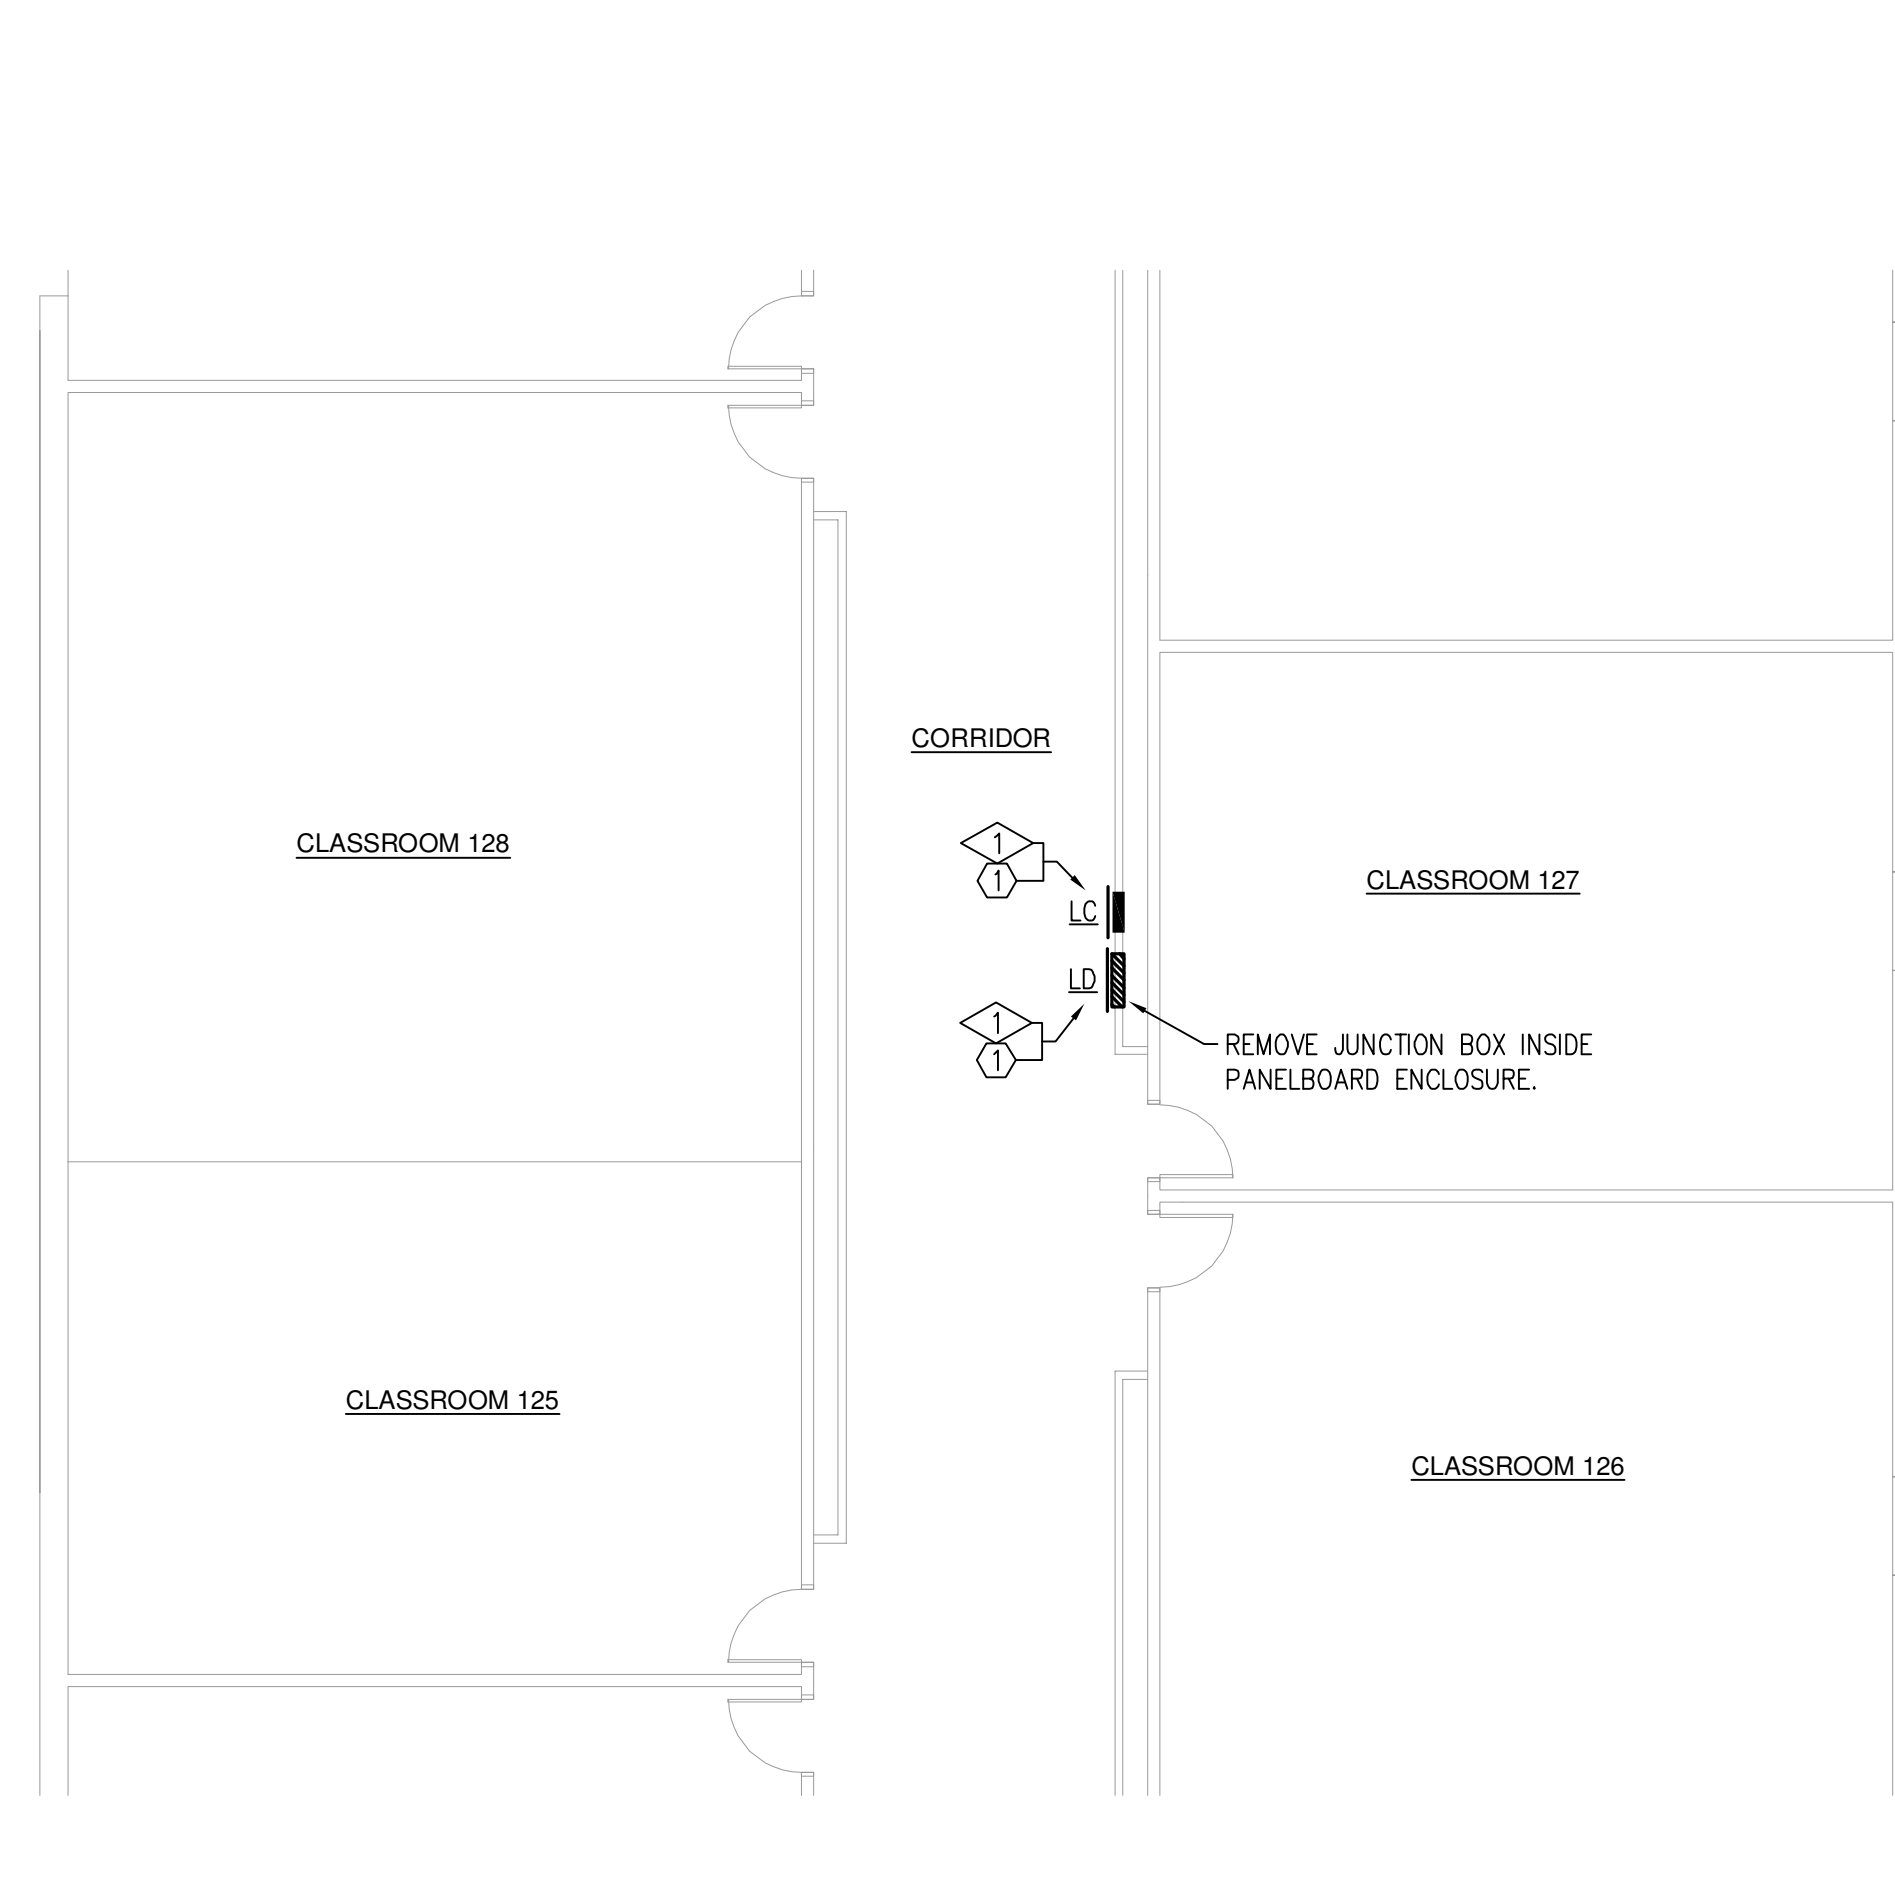 CORRIDOR
CLASSROOM 128
1
1
CLASSROOM 127
LC
LD
1
1
REMOVE JUNCTION BOX INSIDE
PANELBOARD ENCLOSURE.
CLASSROOM 125
CLASSROOM 126